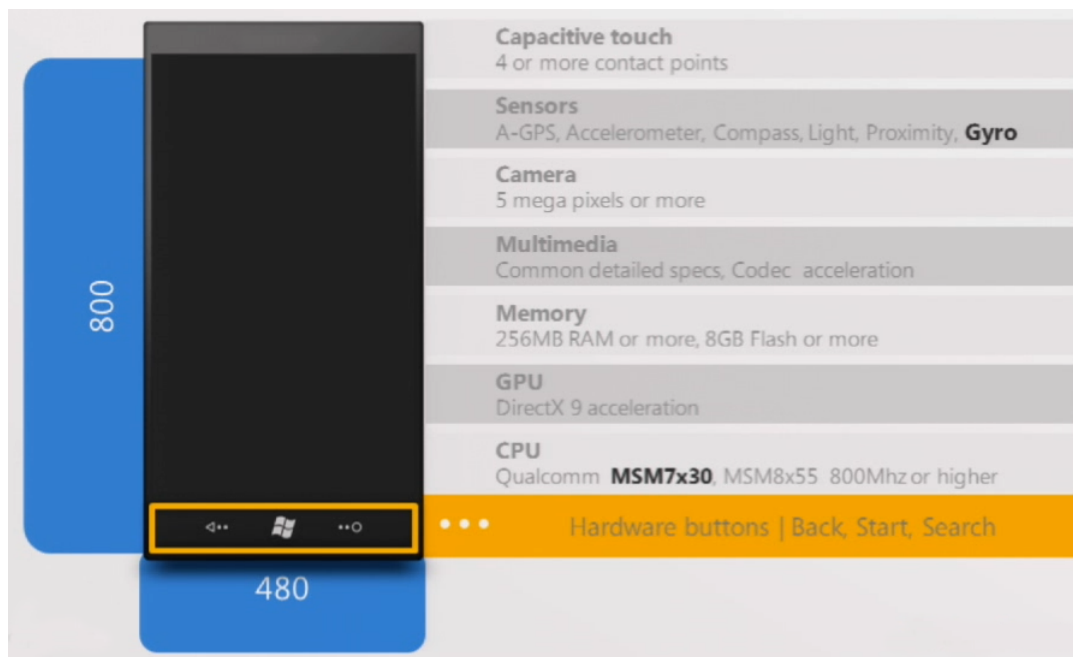 Capacitive touch
4 or more contact points
Sensors
A-GPS, Accelerometer, Compass, Light, Proximity, Gyro
Camera
5 mega pixels or more
Multimedia
Common detailed specs, Codec acceleration
Memory
256MB RAM or more, 8GB Flash or more
GPU
DirectX 9 acceleration
CPU
Qualcomm MSM7x30, MSM8x55 800Mhz or higher
Hardware buttons | Back, Start, Search
800
480